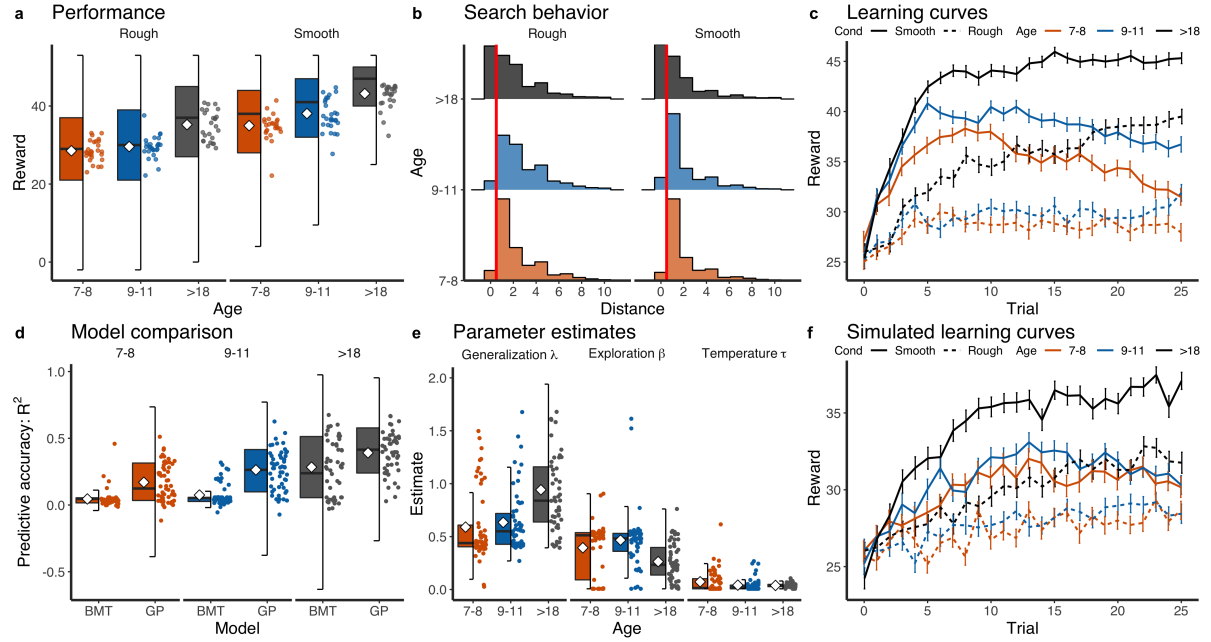 a Performance
Rough Smooth
Reward
40
20
0
7-8 9-11 >18 7-8 9-11 >18
Age
b Search behavior
Rough Smooth
Age
>18
9-11
7-8
0 2 4 6 8 10 0 2 4 6 8 10
Distance
c Learning curves
Cond Smooth Rough Age 7-8 9-11 >18
Reward
45
40
35
30
25
0 5 10 15 20 25
Trial
d Model comparison
7-8 9-11 >18
Predictive accuracy: R²
1.0
0.5
0.0
-0.5
BMT GP BMT GP BMT GP
Model
e Parameter estimates
Generalization λ Exploration β Temperature τ
Estimate
2.0
1.5
1.0
0.5
0.0
7-8 9-11 >18 7-8 9-11 >18 7-8 9-11 >18
Age
f Simulated learning curves
Cond Smooth Rough Age 7-8 9-11 >18
Reward
35
30
25
0 5 10 15 20 25
Trial